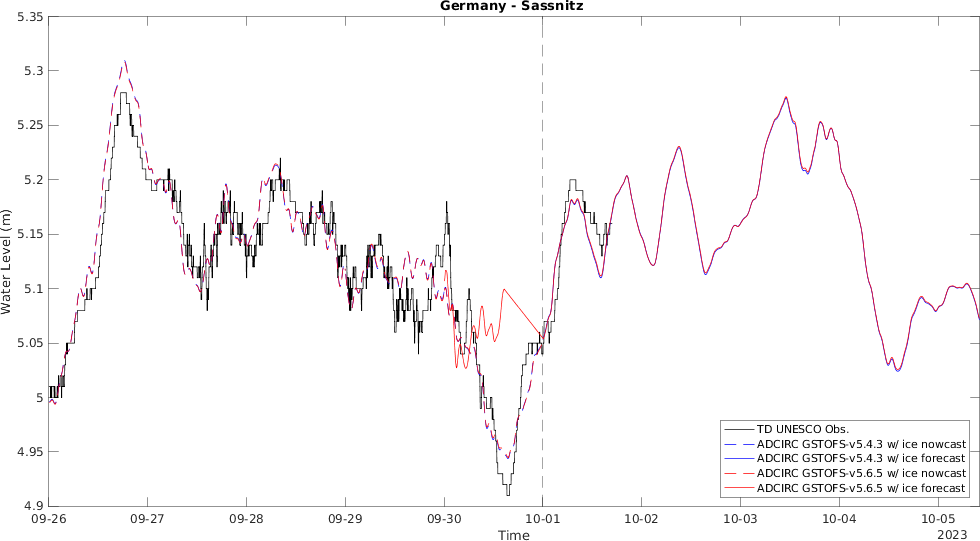 Germany - Sassnitz
5.35
5.3
5.25
5.2
5.15
5.1
5.05
5
4.95
4.9
Water Level (m)
TD UNESCO Obs.
ADCIRC GSTOFS-v5.4.3 w/ ice nowcast
ADCIRC GSTOFS-v5.4.3 w/ ice forecast
ADCIRC GSTOFS-v5.6.5 w/ ice nowcast
ADCIRC GSTOFS-v5.6.5 w/ ice forecast
09-26 09-27 09-28 09-29 09-30 10-01 10-02 10-03 10-04 10-05
Time
2023